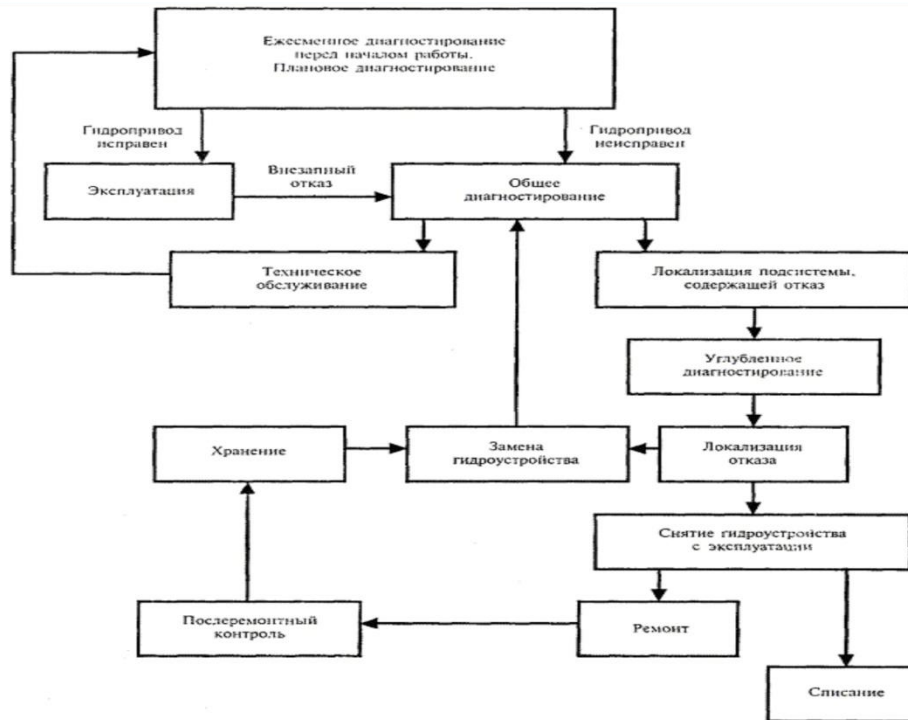 Ежесменное диагностирование
перед началом работы.
Плановое диагностирование
Гидропривод
исправен
Гидропривод
неисправен
Эксплуатация
Внезапный
отказ
Общее
диагностирование
Техническое
обслуживание
Локализация подсистемы,
содержащей отказ
Углубленное
диагностирование
Хранение
Замена
гидроустройства
Локализация
отказа
Снятие гидроустройства
с эксплуатации
Послеремонтный
контроль
Ремонт
Списание